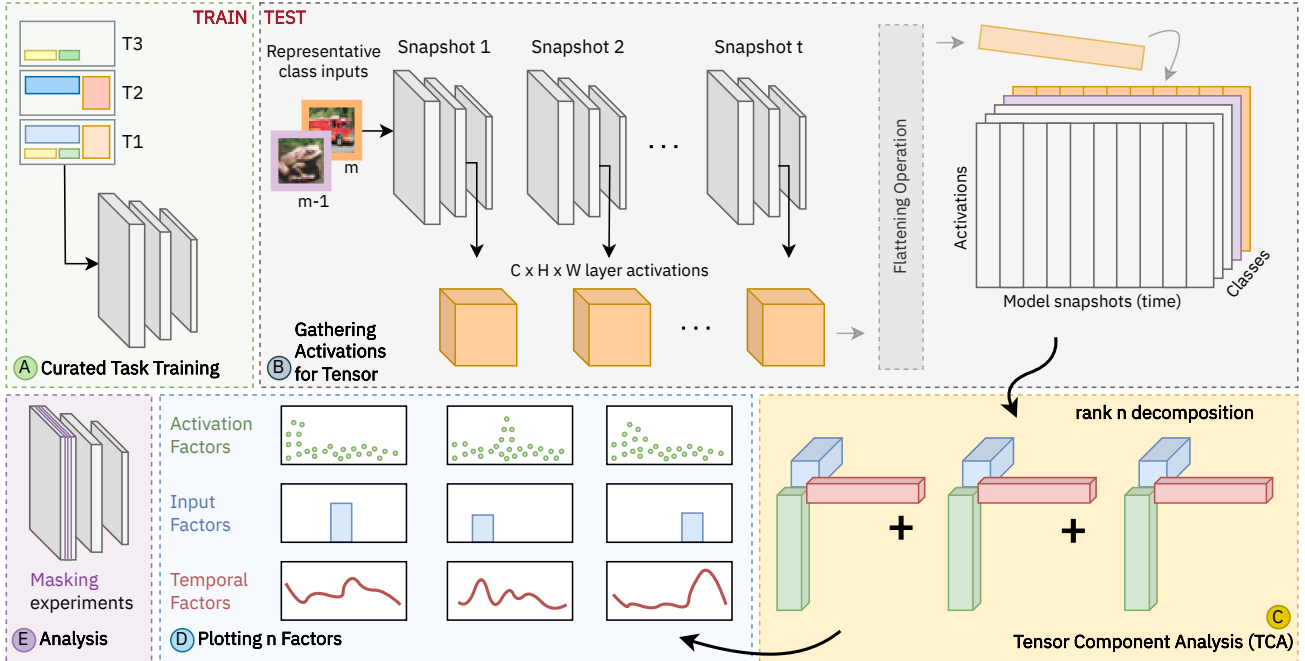 TRAIN
T3
T2
T1
A Curated Task Training
TEST
Representative
class inputs
m
m-1
Snapshot 1
Snapshot 2
Snapshot t
...
C x H x W layer activations
...
B
Gathering
Activations
for Tensor
Flattening Operation
Activations
Model snapshots (time)
Classes
rank n decomposition
+
+
C
Tensor Component Analysis (TCA)
Activation
Factors
Input
Factors
Temporal
Factors
D Plotting n Factors
Masking
experiments
E Analysis